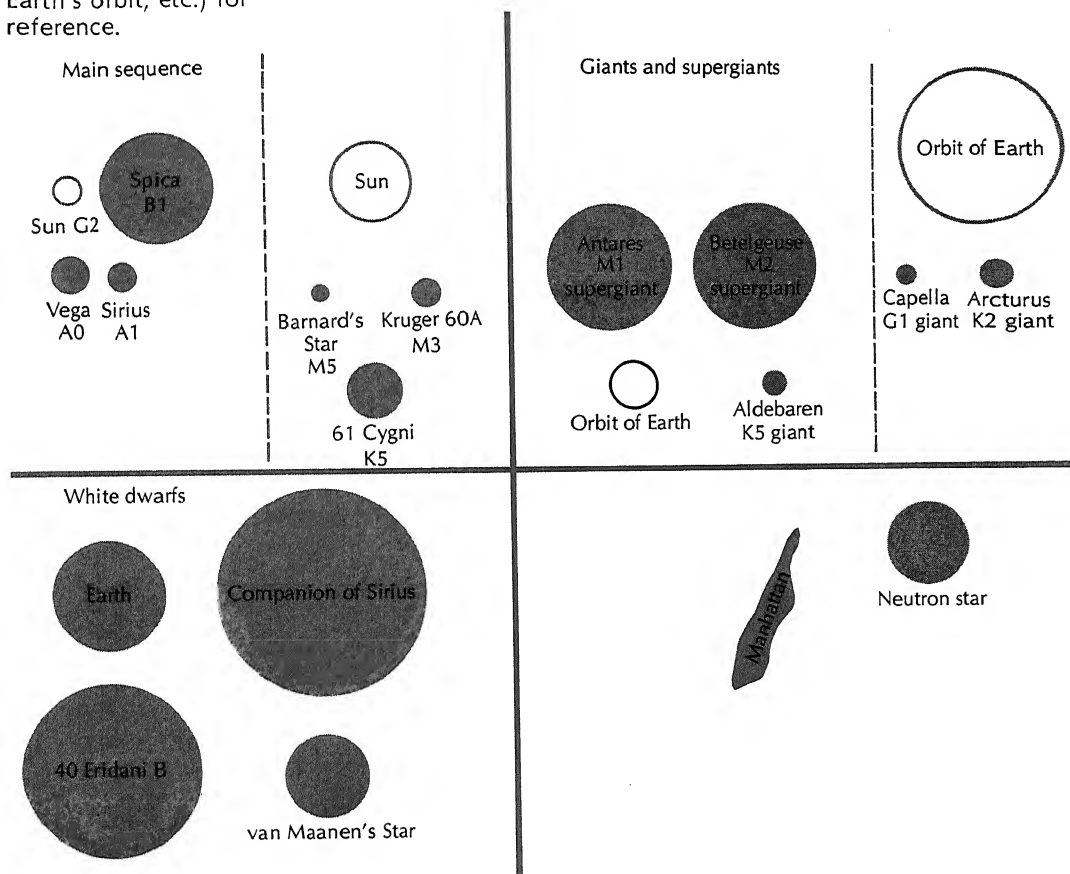 Earth's orbit, etc.) for
reference.
Main sequence
Spica
B1
Sun G2
Vega
A0
Sirius
A1
Sun
Barnard's
Star
M5
Kruger 60A
M3
61 Cygni
K5
Giants and supergiants
Antares
M1
supergiant
Betelgeuse
M2
supergiant
Orbit of Earth
Aldebaren
K5 giant
Orbit of Earth
Capella
G1 giant
Arcturus
K2 giant
White dwarfs
Earth
Companion of Sirius
40 Eridani B
van Maanen's Star
Manhattan
Neutron star